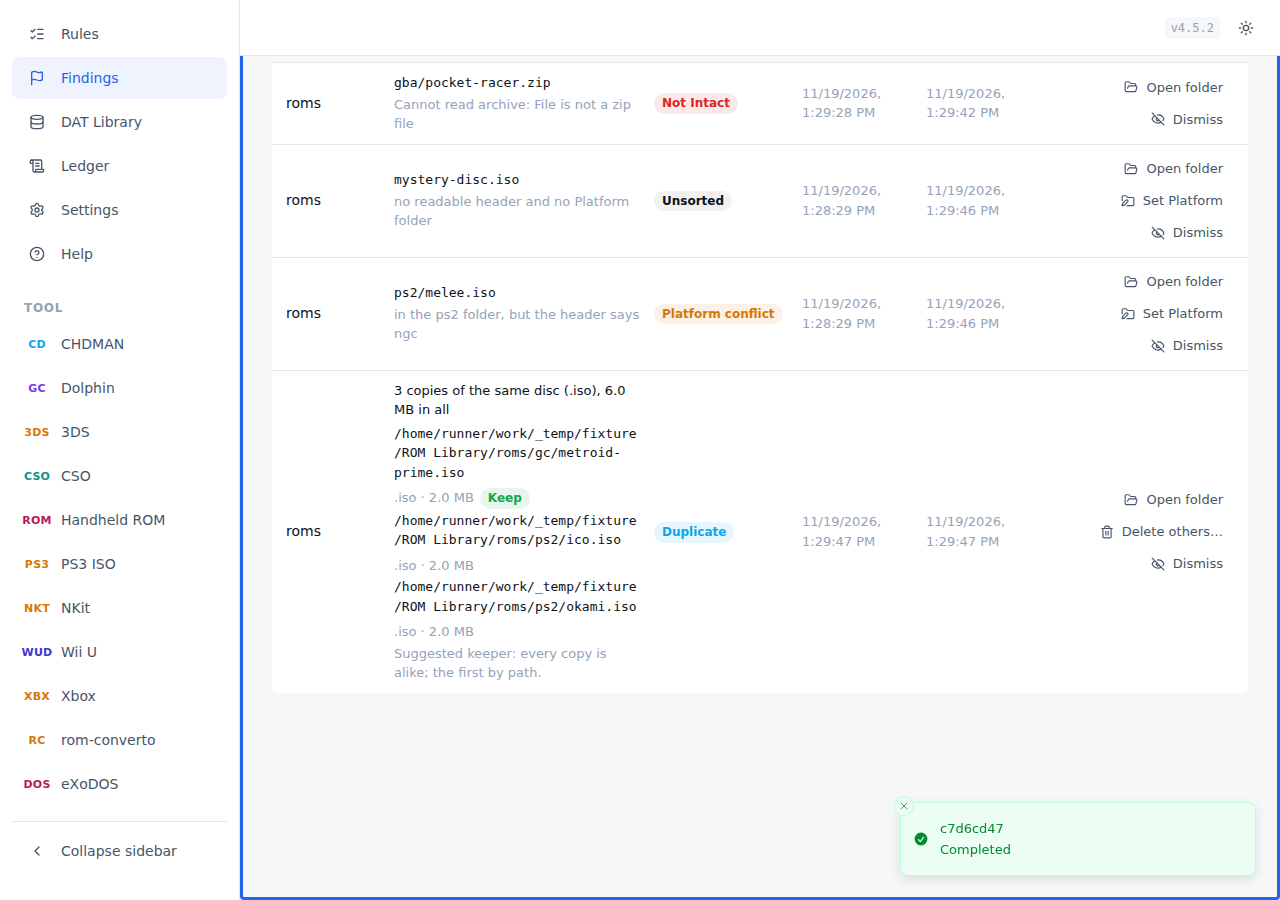 Rules
Findings
DAT Library
Ledger
Settings
Help
TOOL
CD CHDMAN
GC Dolphin
3DS 3DS
CSO CSO
ROM Handheld ROM
PS3 PS3 ISO
NKT NKit
WUD Wii U
XBX Xbox
RC rom-converto
DOS eXoDOS
Collapse sidebar
v4.5.2
roms
gba/pocket-racer.zip
Cannot read archive: File is not a zip
file
Not Intact
11/19/2026,
1:29:28 PM
11/19/2026,
1:29:42 PM
Open folder
Dismiss
roms
mystery-disc.iso
no readable header and no Platform
folder
Unsorted
11/19/2026,
1:28:29 PM
11/19/2026,
1:29:46 PM
Open folder
Set Platform
Dismiss
roms
ps2/melee.iso
in the ps2 folder, but the header says
ngc
Platform conflict
11/19/2026,
1:28:29 PM
11/19/2026,
1:29:46 PM
Open folder
Set Platform
Dismiss
roms
3 copies of the same disc (.iso), 6.0
MB in all
/home/runner/work/_temp/fixture
/ROM Library/roms/gc/metroid-
prime.iso
.iso · 2.0 MB Keep
/home/runner/work/_temp/fixture
/ROM Library/roms/ps2/ico.iso
.iso · 2.0 MB
/home/runner/work/_temp/fixture
/ROM Library/roms/ps2/okami.iso
.iso · 2.0 MB
Suggested keeper: every copy is
alike; the first by path.
Duplicate
11/19/2026,
1:29:47 PM
11/19/2026,
1:29:47 PM
Open folder
Delete others…
Dismiss
c7d6cd47
Completed